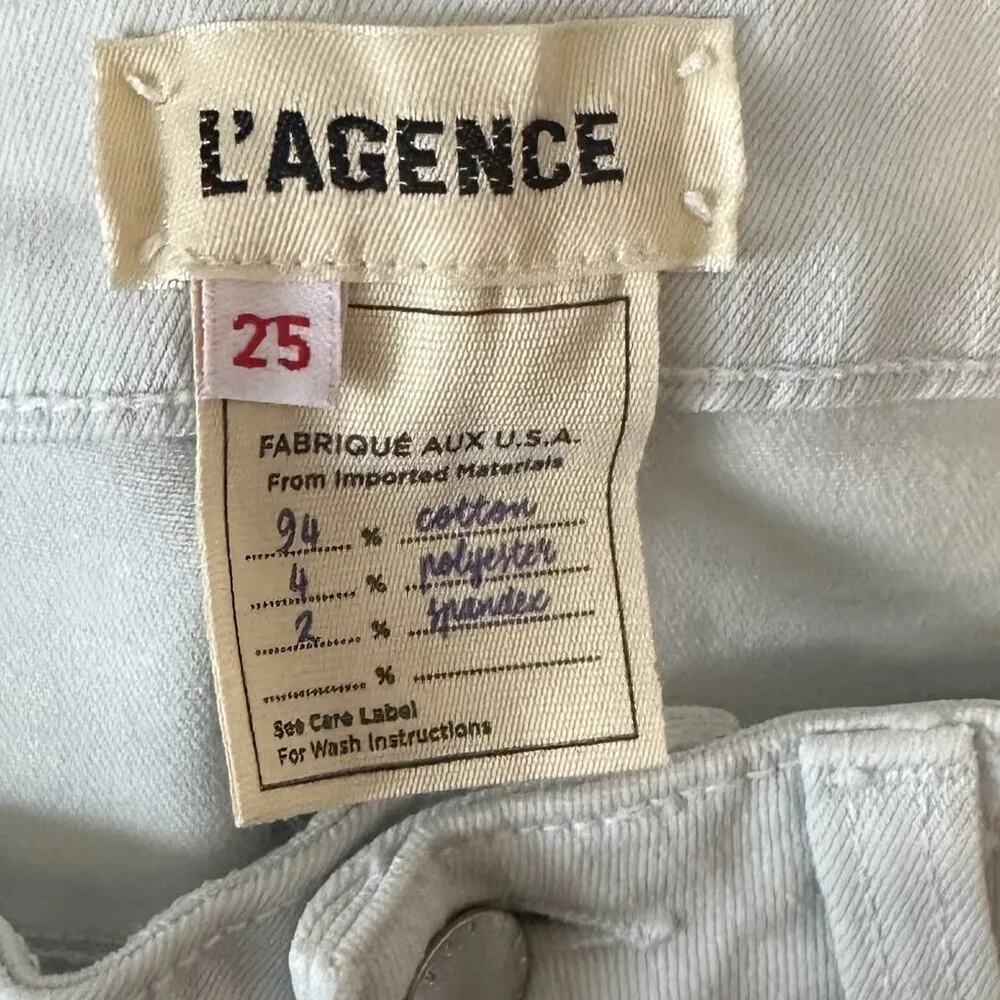 L'AGENCE
25
FABRIQUÉ AUX U.S.A.
From Imported Materials
94 % cotton
4 % polyester
2 % spandex
%
See Care Label
For Wash Instructions